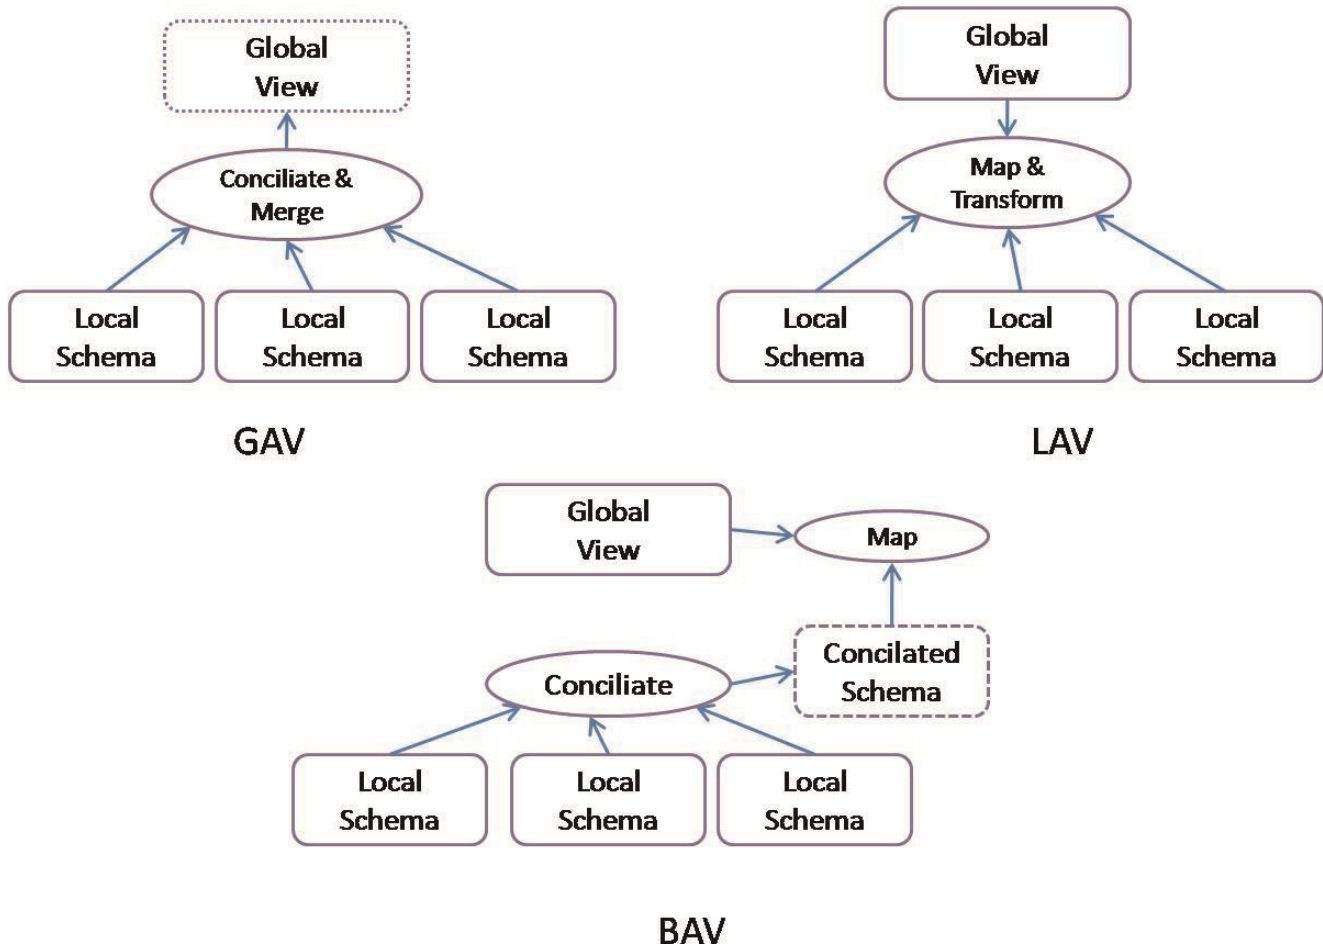 Global
View
Conciliate &
Merge
Local
Schema
Local
Schema
Local
Schema
GAV
Global
View
Map &
Transform
Local
Schema
Local
Schema
Local
Schema
LAV
Global
View
Map
Concilated
Schema
Conciliate
Local
Schema
Local
Schema
Local
Schema
BAV